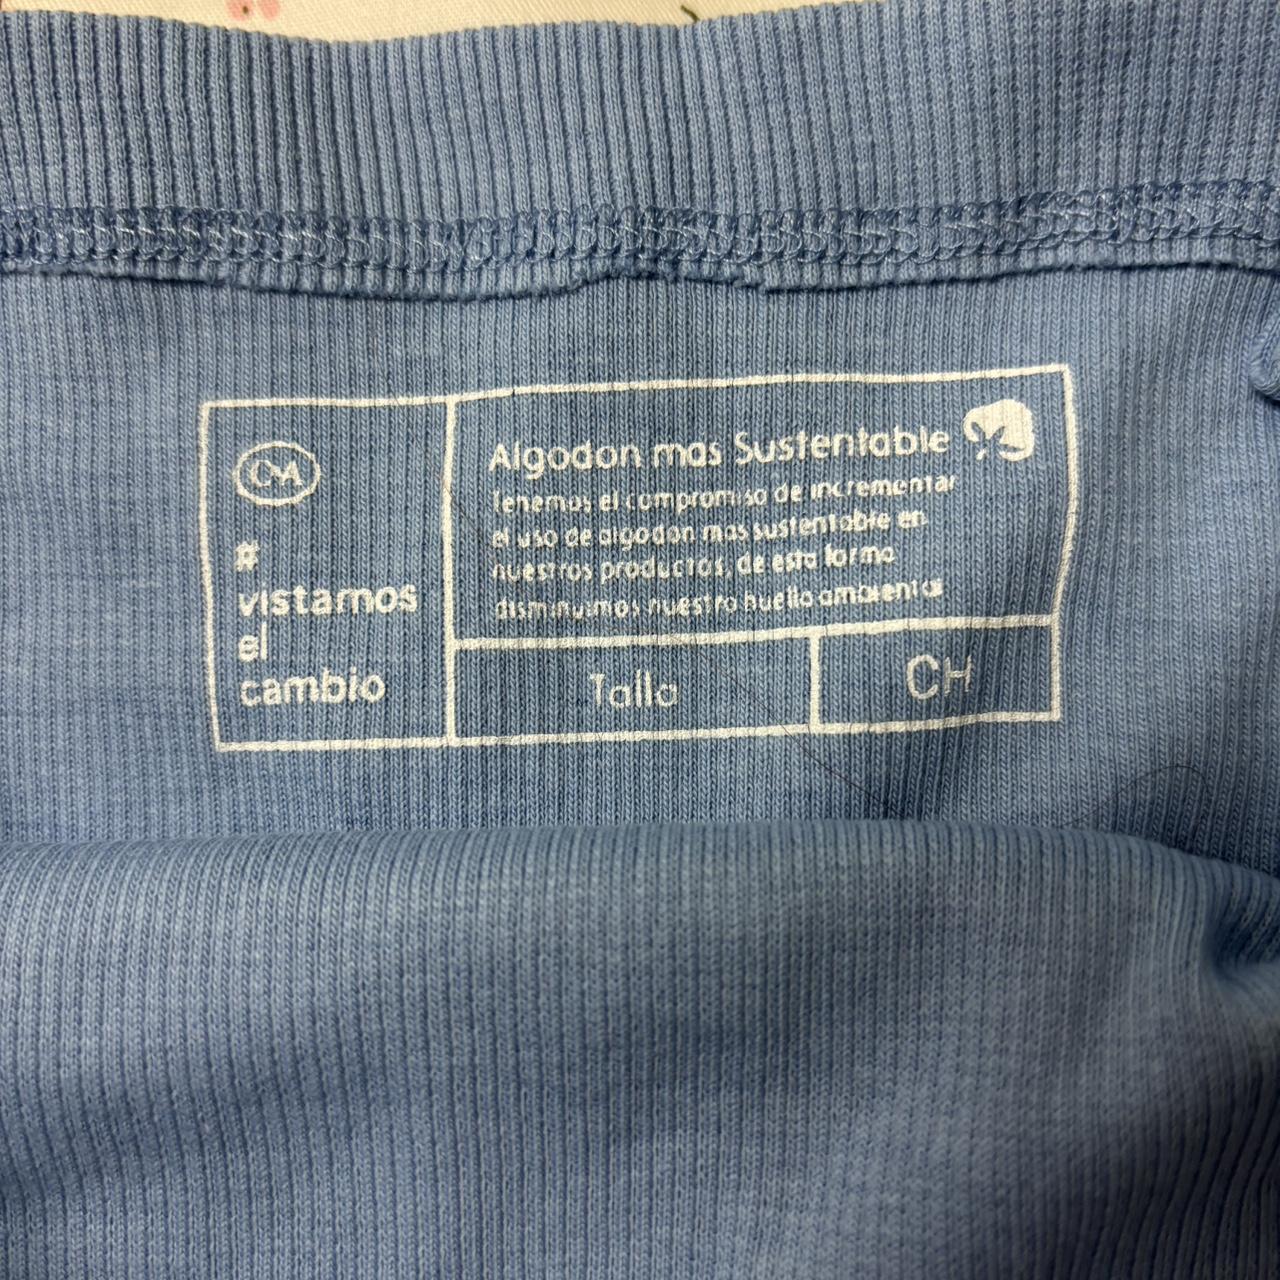 C&A
#
vistamos
el
cambio
Algodon mas Sustentable
Tenemos el compromiso de incrementar
el uso de algodon mas sustentable en
nuestros productos, de esta forma
disminuimos nuestra huella ambiental
Talla
CH